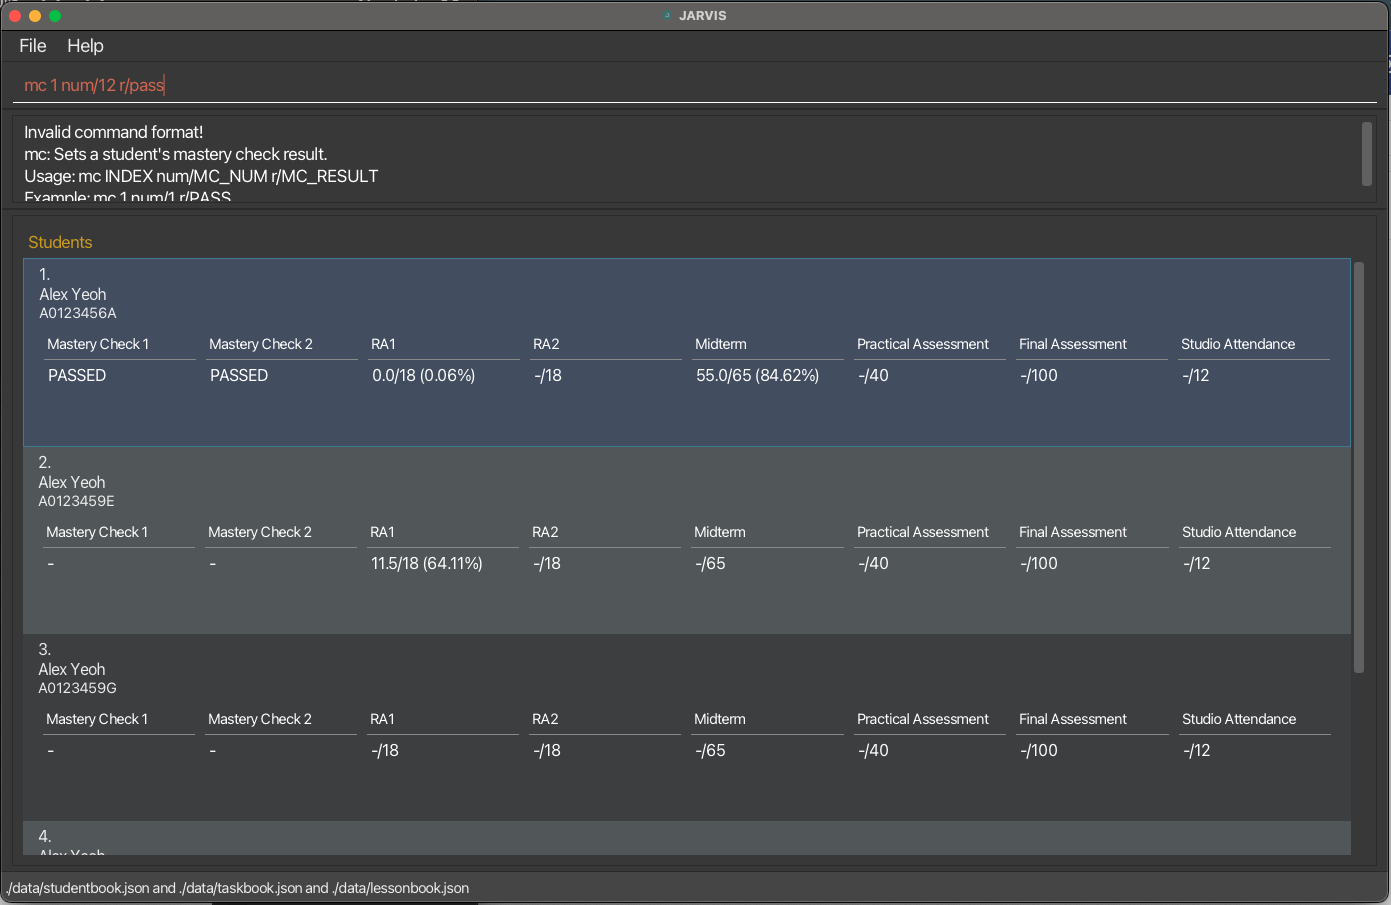 JARVIS
File Help
mc 1 num/12 r/pass
Invalid command format!
mc: Sets a student's mastery check result.
Usage: mc INDEX num/MC_NUM r/MC_RESULT
Example: mc 1 num/1 r/PASS
Students
1.
Alex Yeoh
A0123456A
Mastery Check 1 Mastery Check 2 RA1 RA2 Midterm Practical Assessment Final Assessment Studio Attendance
PASSED PASSED 0.0/18 (0.06%) -/18 55.0/65 (84.62%) -/40 -/100 -/12
2.
Alex Yeoh
A0123459E
Mastery Check 1 Mastery Check 2 RA1 RA2 Midterm Practical Assessment Final Assessment Studio Attendance
- - 11.5/18 (64.11%) -/18 -/65 -/40 -/100 -/12
3.
Alex Yeoh
A0123459G
Mastery Check 1 Mastery Check 2 RA1 RA2 Midterm Practical Assessment Final Assessment Studio Attendance
- - -/18 -/18 -/65 -/40 -/100 -/12
4.
Alex Yeoh
./data/studentbook.json and ./data/taskbook.json and ./data/lessonbook.json